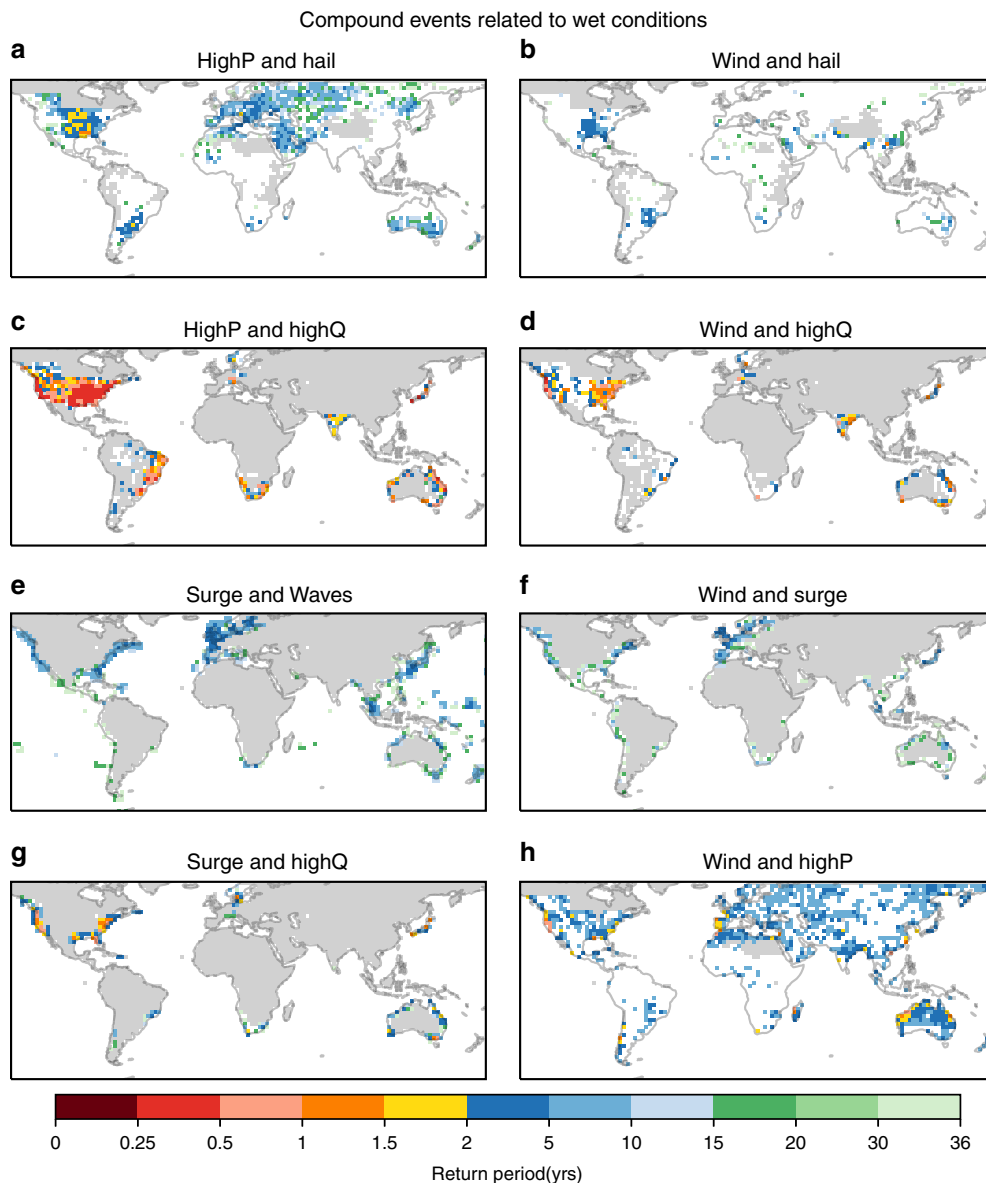 Compound events related to wet conditions
a
HighP and hail
b
Wind and hail
c
HighP and highQ
d
Wind and highQ
e
Surge and Waves
f
Wind and surge
g
Surge and highQ
h
Wind and highP
0 0.25 0.5 1 1.5 2 5 10 15 20 30 36
Return period(yrs)